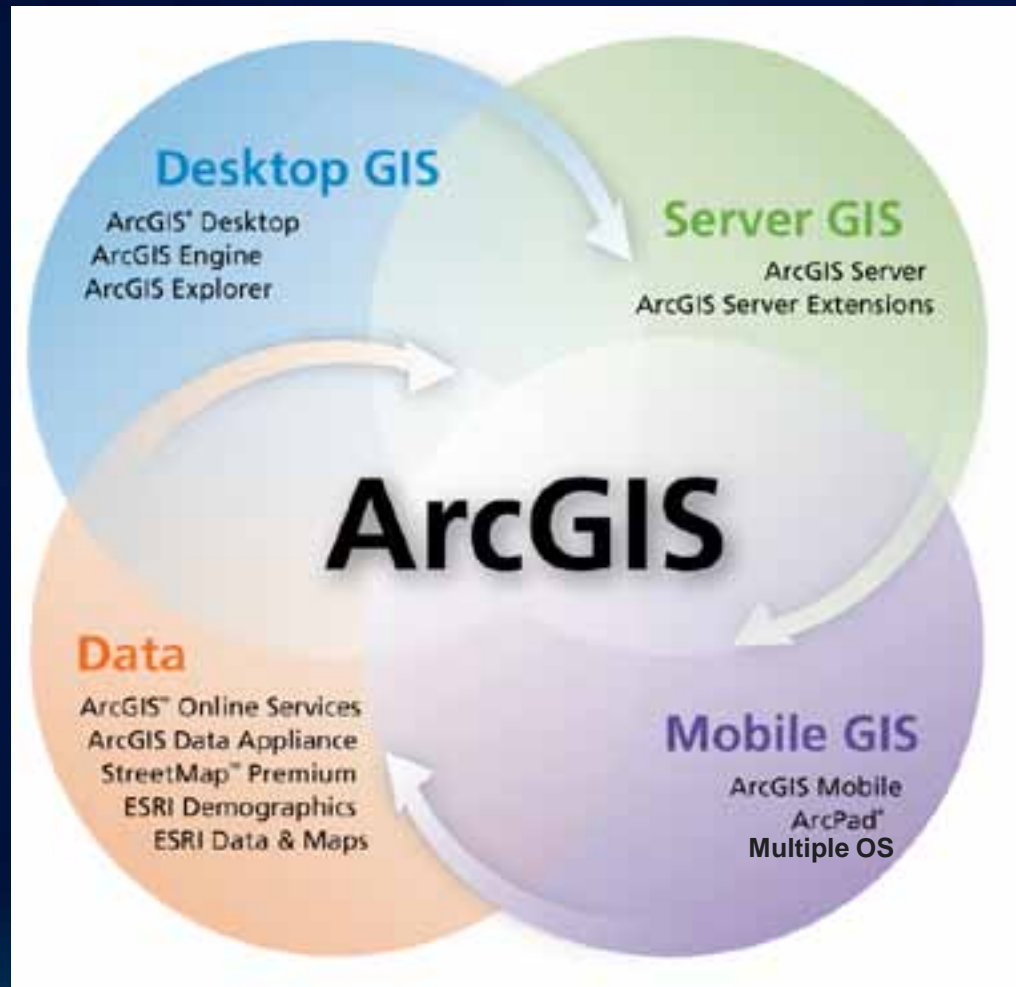 Desktop GIS
ArcGIS® Desktop
ArcGIS Engine
ArcGIS Explorer
Server GIS
ArcGIS Server
ArcGIS Server Extensions
ArcGIS
Data
ArcGIS™ Online Services
ArcGIS Data Appliance
StreetMap™ Premium
ESRI Demographics
ESRI Data & Maps
Mobile GIS
ArcGIS Mobile
ArcPad®
Multiple OS